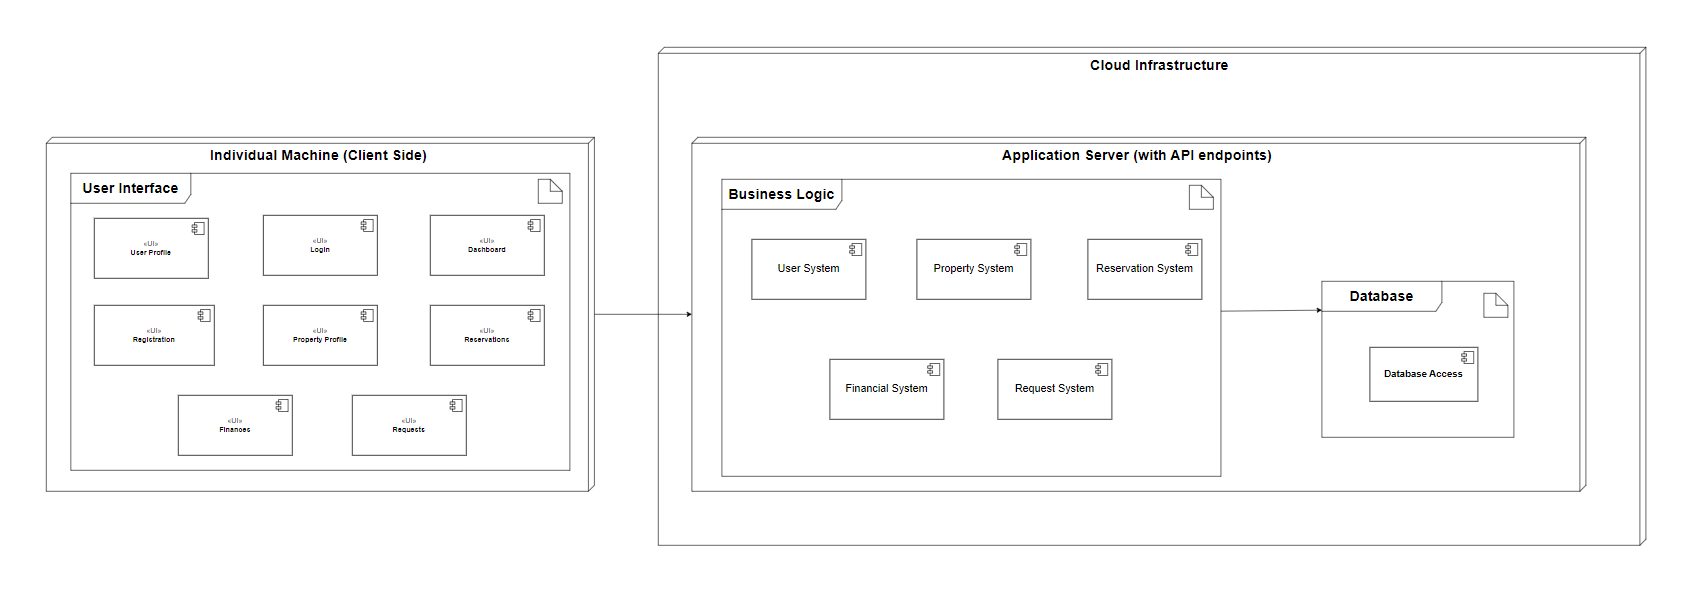 Cloud Infrastructure
Individual Machine (Client Side)
User Interface
«UI»
User Profile
«UI»
Login
«UI»
Dashboard
«UI»
Registration
«UI»
Property Profile
«UI»
Reservations
«UI»
Finances
«UI»
Requests
Application Server (with API endpoints)
Business Logic
User System
Property System
Reservation System
Financial System
Request System
Database
Database Access